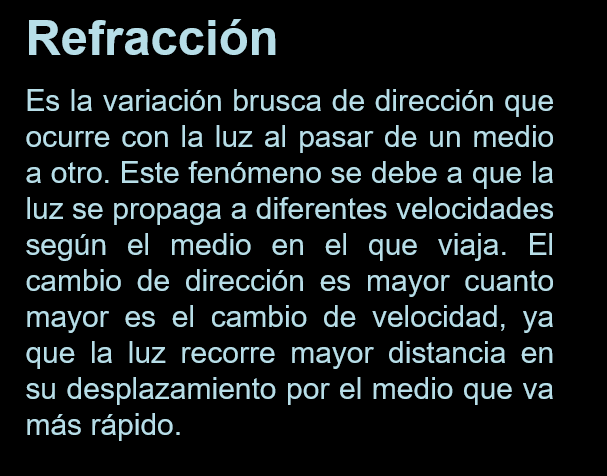 Refracción
Es la variación brusca de dirección que
ocurre con la luz al pasar de un medio
a otro. Este fenómeno se debe a que la
luz se propaga a diferentes velocidades
según el medio en el que viaja. El
cambio de dirección es mayor cuanto
mayor es el cambio de velocidad, ya
que la luz recorre mayor distancia en
su desplazamiento por el medio que va
más rápido.